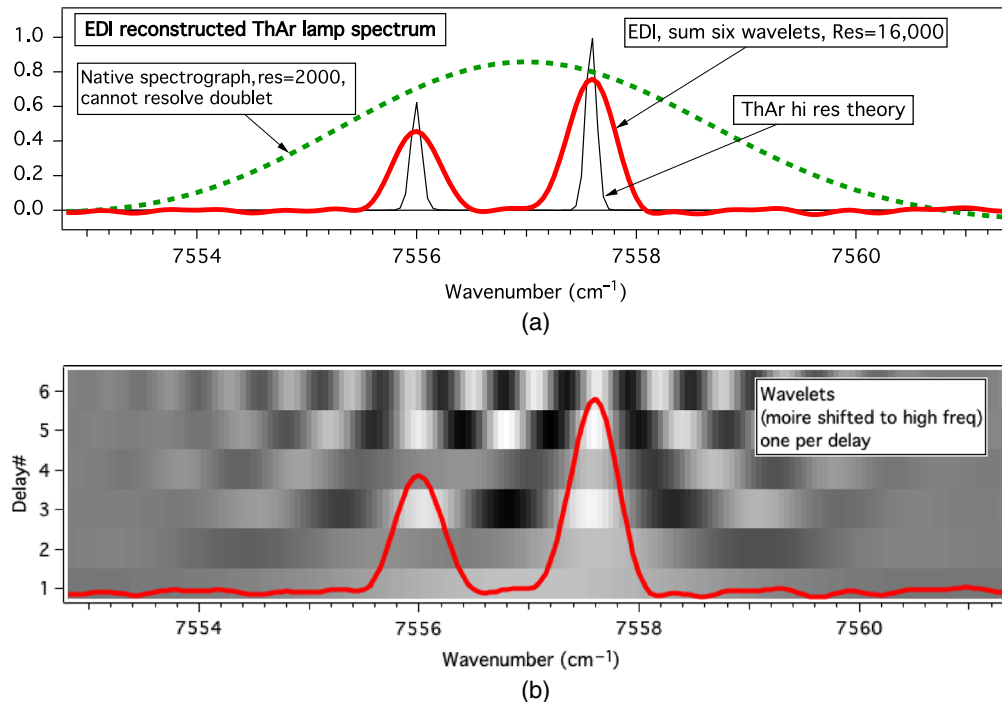 EDI reconstructed ThAr lamp spectrum
EDI, sum six wavelets, Res=16,000
Native spectrograph, res=2000,
cannot resolve doublet
ThAr hi res theory
1.0
0.8
0.6
0.4
0.2
0.0
7554
7556
7558
7560
Wavenumber (cm⁻¹)
(a)
Wavelets
(moire shifted to high freq)
one per delay
Delay#
6
5
4
3
2
1
7554
7556
7558
7560
Wavenumber (cm⁻¹)
(b)